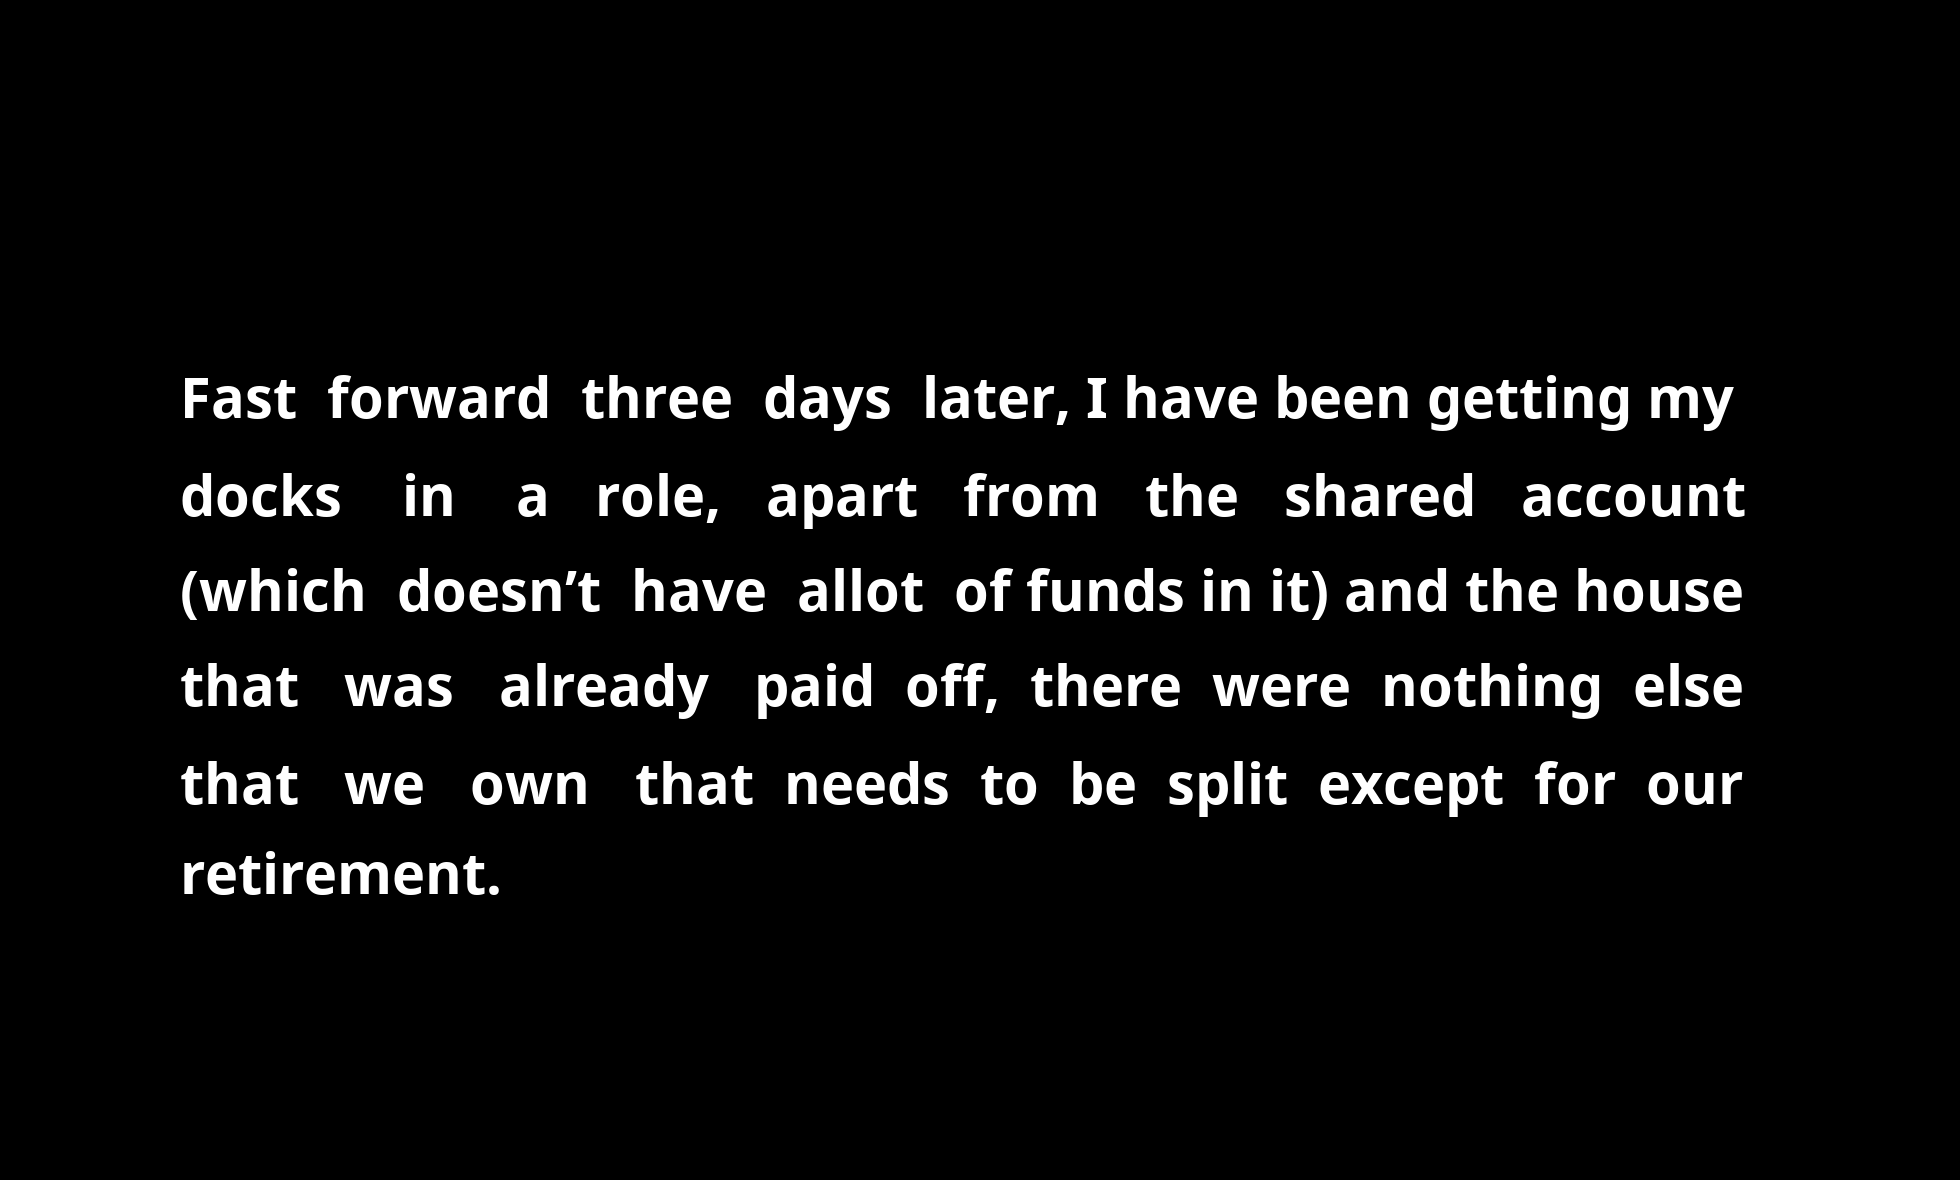 Fast forward three days later, I have been getting my
docks in a role, apart from the shared account
(which doesn’t have allot of funds in it) and the house
that was already paid off, there were nothing else
that we own that needs to be split except for our
retirement.